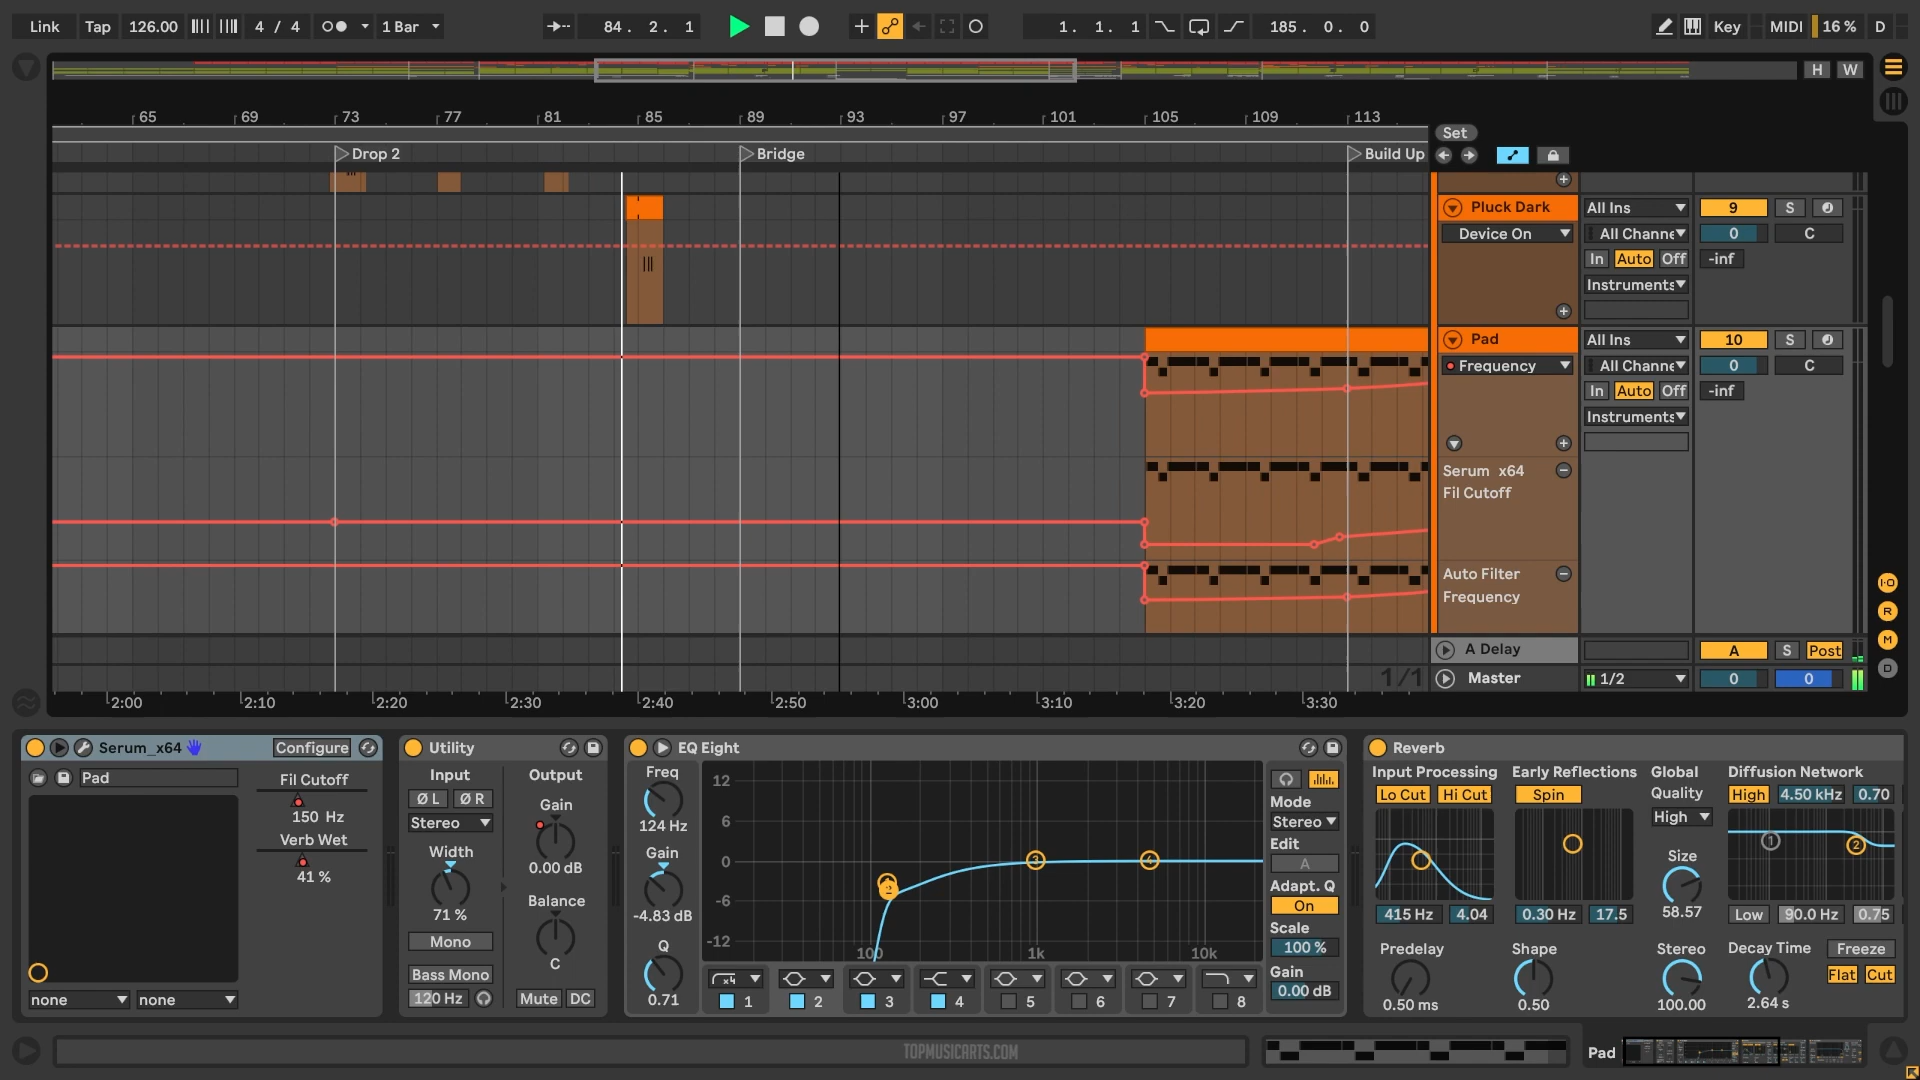 Link Tap 126.00 4 / 4 1 Bar 84. 2. 1 1. 1. 1 185. 0. 0 Key MIDI 16 % D
H W
65 69 73 77 81 85 89 93 97 101 105 109 113
Set
Drop 2 Bridge Build Up
Pluck Dark All Ins 9 S
Device On All Channe 0 C
In Auto Off -inf
Instruments
Pad All Ins 10 S
Frequency All Channe 0 C
In Auto Off -inf
Instruments
Serum_x64
Fil Cutoff
Auto Filter
Frequency
I·O
R
M
D
A Delay A S Post
1/1 Master 1/2 0 0
2:00 2:10 2:20 2:30 2:40 2:50 3:00 3:10 3:20 3:30
Serum_x64 Configure
Pad
Fil Cutoff
150 Hz
Verb Wet
41 %
none none
Utility
Input Output
Ø L Ø R
Stereo
Width
71 %
Mono
Bass Mono
120 Hz
Gain
0.00 dB
Balance
C
Mute DC
EQ Eight
Freq
124 Hz
Gain
-4.83 dB
Q
0.71
12
6
0
-6
-12
100 1k 10k
2 3 4
1 2 3 4 5 6 7 8
x4
Mode
Stereo
Edit
A
Adapt. Q
On
Scale
100 %
Gain
0.00 dB
Reverb
Input Processing Early Reflections Global Diffusion Network
Lo Cut Hi Cut Spin Quality High 4.50 kHz 0.70
High
1 2
Size
58.57
415 Hz 4.04 0.30 Hz 17.5 Low 90.0 Hz 0.75
Predelay Shape Stereo Decay Time Freeze
Flat Cut
0.50 ms 0.50 100.00 2.64 s
TOPMUSICARTS.COM
Pad